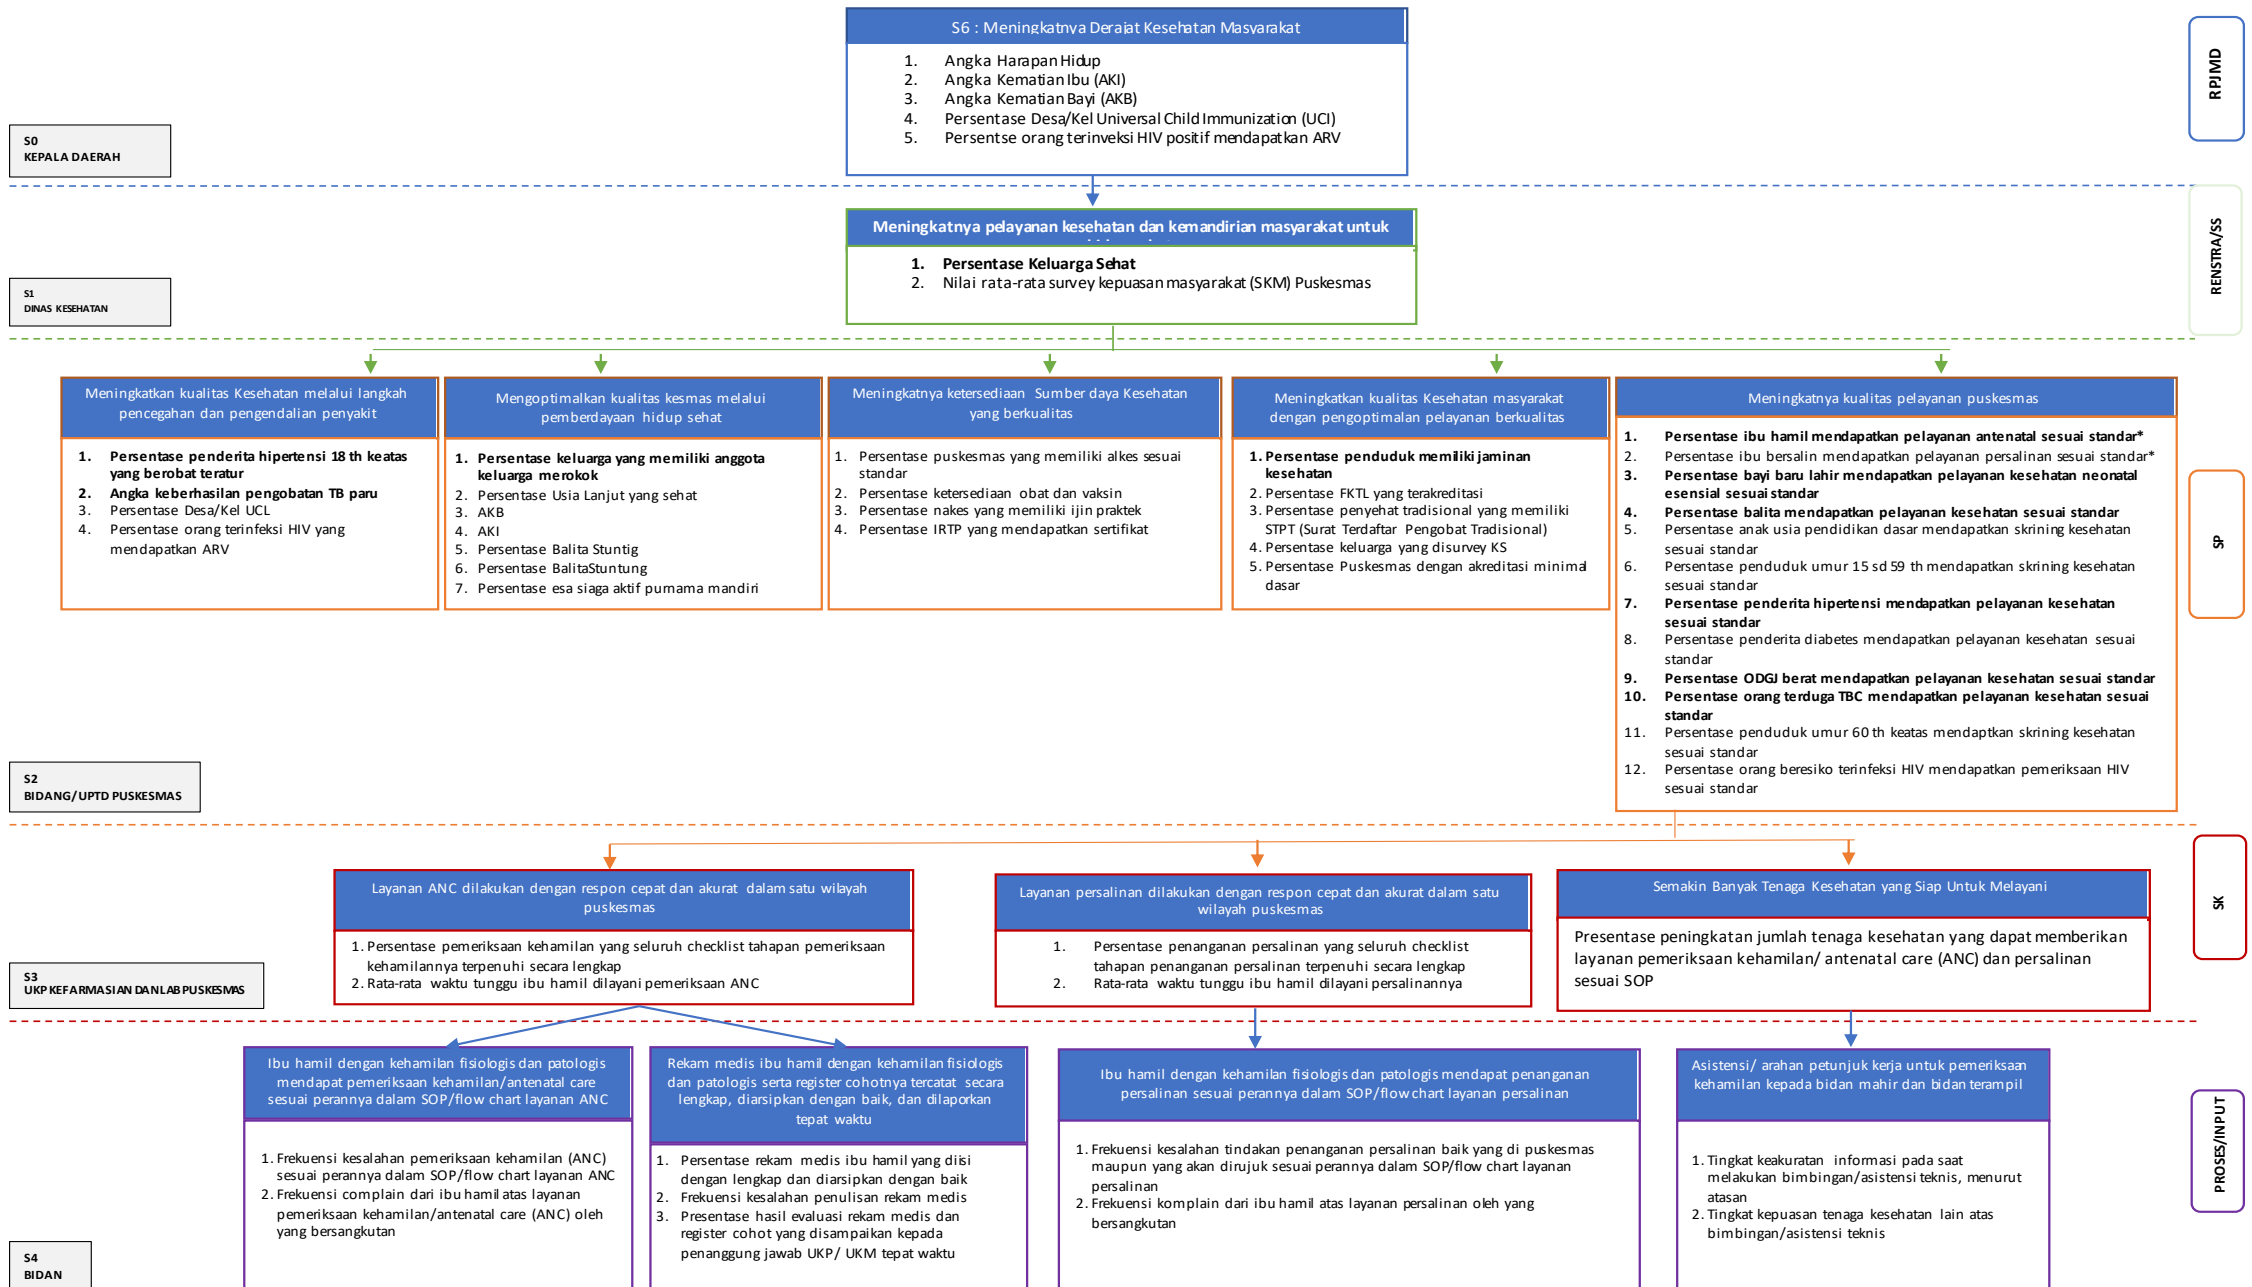 S6 : Meningkatnya Derajat Kesehatan Masyarakat
1. Angka Harapan Hidup
2. Angka Kematian Ibu (AKI)
3. Angka Kematian Bayi (AKB)
4. Persentase Desa/Kel Universal Child Immunization (UCI)
5. Persentse orang terinveksi HIV positif mendapatkan ARV
RPJMD
S0
KEPALA DAERAH
Meningkatnya pelayanan kesehatan dan kemandirian masyarakat untuk
1. Persentase Keluarga Sehat
2. Nilai rata-rata survey kepuasan masyarakat (SKM) Puskesmas
RENSTRA/SS
S1
DINAS KESEHATAN
Meningkatkan kualitas Kesehatan melalui langkah
pencegahan dan pengendalian penyakit
1. Persentase penderita hipertensi 18 th keatas
yang berobat teratur
2. Angka keberhasilan pengobatan TB paru
3. Persentase Desa/Kel UCL
4. Persentase orang terinfeksi HIV yang
mendapatkan ARV
Mengoptimalkan kualitas kesmas melalui
pemberdayaan hidup sehat
1. Persentase keluarga yang memiliki anggota
keluarga merokok
2. Persentase Usia Lanjut yang sehat
3. AKB
4. AKI
5. Persentase Balita Stuntig
6. Persentase BalitaStuntung
7. Persentase esa siaga aktif purnama mandiri
Meningkatnya ketersediaan Sumber daya Kesehatan
yang berkualitas
1. Persentase puskesmas yang memiliki alkes sesuai
standar
2. Persentase ketersediaan obat dan vaksin
3. Persentase nakes yang memiliki ijin praktek
4. Persentase IRTP yang mendapatkan sertifikat
Meningkatkan kualitas Kesehatan masyarakat
dengan pengoptimalan pelayanan berkualitas
1. Persentase penduduk memiliki jaminan
kesehatan
2. Persentase FKTL yang terakreditasi
3. Persentase penyehat tradisional yang memiliki
STPT (Surat Terdaftar Pengobat Tradisional)
4. Persentase keluarga yang disurvey KS
5. Persentase Puskesmas dengan akreditasi minimal
dasar
Meningkatnya kualitas pelayanan puskesmas
1. Persentase ibu hamil mendapatkan pelayanan antenatal sesuai standar*
2. Persentase ibu bersalin mendapatkan pelayanan persalinan sesuai standar*
3. Persentase bayi baru lahir mendapatkan pelayanan kesehatan neonatal
esensial sesuai standar
4. Persentase balita mendapatkan pelayanan kesehatan sesuai standar
5. Persentase anak usia pendidikan dasar mendapatkan skrining kesehatan
sesuai standar
6. Persentase penduduk umur 15 sd 59 th mendapatkan skrining kesehatan
sesuai standar
7. Persentase penderita hipertensi mendapatkan pelayanan kesehatan
sesuai standar
8. Persentase penderita diabetes mendapatkan pelayanan kesehatan sesuai
standar
9. Persentase ODGJ berat mendapatkan pelayanan kesehatan sesuai standar
10. Persentase orang terduga TBC mendapatkan pelayanan kesehatan sesuai
standar
11. Persentase penduduk umur 60 th keatas mendaptkan skrining kesehatan
sesuai standar
12. Persentase orang beresiko terinfeksi HIV mendapatkan pemeriksaan HIV
sesuai standar
SP
S2
BIDANG/UPTD PUSKESMAS
Layanan ANC dilakukan dengan respon cepat dan akurat dalam satu wilayah
puskesmas
1. Persentase pemeriksaan kehamilan yang seluruh checklist tahapan pemeriksaan
kehamilannya terpenuhi secara lengkap
2. Rata-rata waktu tunggu ibu hamil dilayani pemeriksaan ANC
Layanan persalinan dilakukan dengan respon cepat dan akurat dalam satu
wilayah puskesmas
1. Persentase penanganan persalinan yang seluruh checklist
tahapan penanganan persalinan terpenuhi secara lengkap
2. Rata-rata waktu tunggu ibu hamil dilayani persalinannya
Semakin Banyak Tenaga Kesehatan yang Siap Untuk Melayani
Presentase peningkatan jumlah tenaga kesehatan yang dapat memberikan
layanan pemeriksaan kehamilan/ antenatal care (ANC) dan persalinan
sesuai SOP
SK
S3
UKP KEFARMASIAN DAN LAB PUSKESMAS
Ibu hamil dengan kehamilan fisiologis dan patologis
mendapat pemeriksaan kehamilan/antenatal care
sesuai perannya dalam SOP/flow chart layanan ANC
1. Frekuensi kesalahan pemeriksaan kehamilan (ANC)
sesuai perannya dalam SOP/flow chart layanan ANC
2. Frekuensi complain dari ibu hamil atas layanan
pemeriksaan kehamilan/antenatal care (ANC) oleh
yang bersangkutan
Rekam medis ibu hamil dengan kehamilan fisiologis
dan patologis serta register cohotnya tercatat secara
lengkap, diarsipkan dengan baik, dan dilaporkan
tepat waktu
1. Persentase rekam medis ibu hamil yang diisi
dengan lengkap dan diarsipkan dengan baik
2. Frekuensi kesalahan penulisan rekam medis
3. Presentase hasil evaluasi rekam medis dan
register cohot yang disampaikan kepada
penanggung jawab UKP/ UKM tepat waktu
Ibu hamil dengan kehamilan fisiologis dan patologis mendapat penanganan
persalinan sesuai perannya dalam SOP/flow chart layanan persalinan
1. Frekuensi kesalahan tindakan penanganan persalinan baik yang di puskesmas
maupun yang akan dirujuk sesuai perannya dalam SOP/flow chart layanan
persalinan
2. Frekuensi komplain dari ibu hamil atas layanan persalinan oleh yang
bersangkutan
Asistensi/ arahan petunjuk kerja untuk pemeriksaan
kehamilan kepada bidan mahir dan bidan terampil
1. Tingkat keakuratan informasi pada saat
melakukan bimbingan/asistensi teknis, menurut
atasan
2. Tingkat kepuasan tenaga kesehatan lain atas
bimbingan/asistensi teknis
PROSES/INPUT
S4
BIDAN